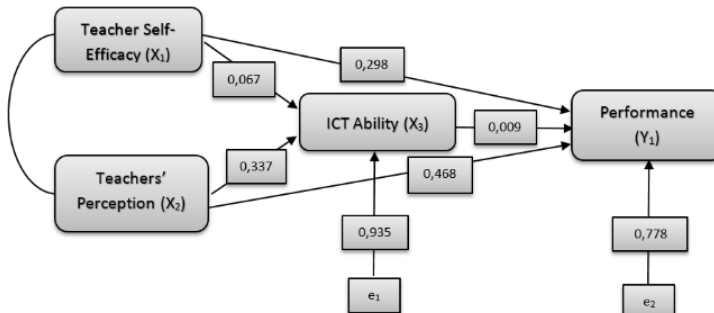 Teacher Self-
Efficacy (X₁)
0,298
0,067
ICT Ability (X₃)
0,009
Performance
(Y₁)
Teachers’
Perception (X₂)
0,337
0,468
0,935
0,778
e₁
e₂